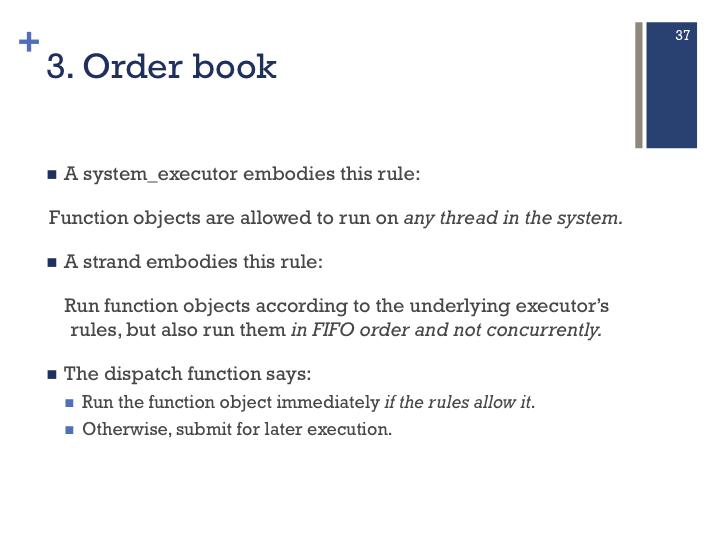 37
+
3. Order book
■ A system_executor embodies this rule:
Function objects are allowed to run on any thread in the system.
■ A strand embodies this rule:
Run function objects according to the underlying executor’s
rules, but also run them in FIFO order and not concurrently.
■ The dispatch function says:
■ Run the function object immediately if the rules allow it.
■ Otherwise, submit for later execution.